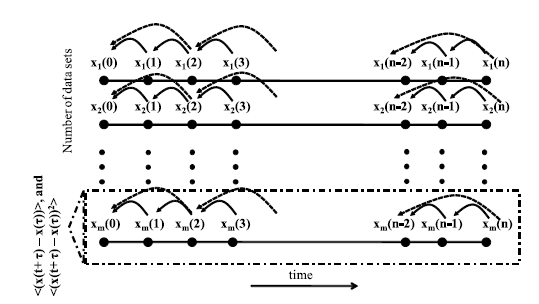 x₁(0) x₁(1) x₁(2) x₁(3) x₁(n-2) x₁(n-1) x₁(n)
x₂(0) x₂(1) x₂(2) x₂(3) x₂(n-2) x₂(n-1) x₂(n)
Number of data sets
xₘ(0) xₘ(1) xₘ(2) xₘ(3) xₘ(n-2) xₘ(n-1) xₘ(n)
<(x(t+ τ) – x(τ))>, and
<(x(t+ τ) – x(τ))²>
time